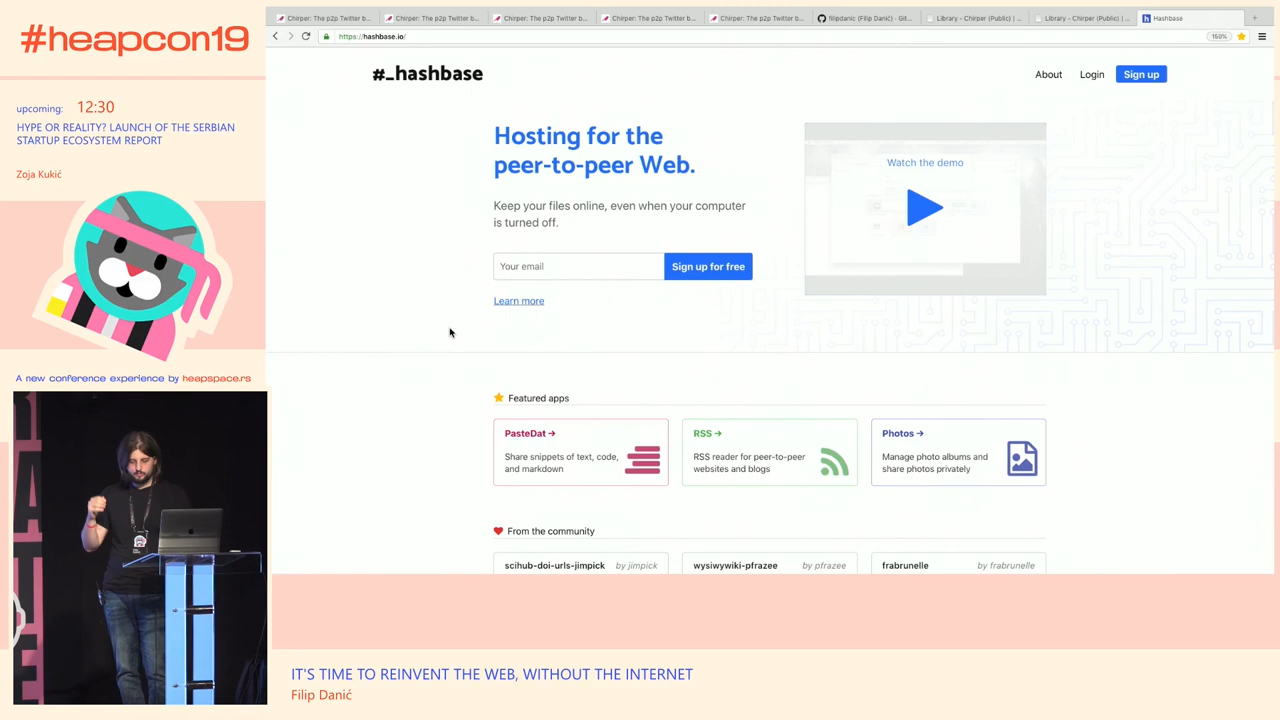 #heapcon19
upcoming: 12:30
HYPE OR REALITY? LAUNCH OF THE SERBIAN
STARTUP ECOSYSTEM REPORT
Zoja Kukić
A new conference experience by heapspace.rs
Chirper: The p2p Twitter b...
Chirper: The p2p Twitter b...
Chirper: The p2p Twitter b...
Chirper: The p2p Twitter b...
Chirper: The p2p Twitter b...
filipdanic (Filip Danić) · Git...
Library - Chirper (Public) | ...
Library - Chirper (Public) | ...
Hashbase
https://hashbase.io/
150%
#_hashbase
About Login Sign up
Hosting for the
peer-to-peer Web.
Keep your files online, even when your computer
is turned off.
Your email Sign up for free
Learn more
Watch the demo
Featured apps
PasteDat →
Share snippets of text, code,
and markdown
RSS →
RSS reader for peer-to-peer
websites and blogs
Photos →
Manage photo albums and
share photos privately
From the community
scihub-doi-urls-jimpick by jimpick
wysiwywiki-pfrazee by pfrazee
frabrunelle by frabrunelle
IT'S TIME TO REINVENT THE WEB, WITHOUT THE INTERNET
Filip Danić